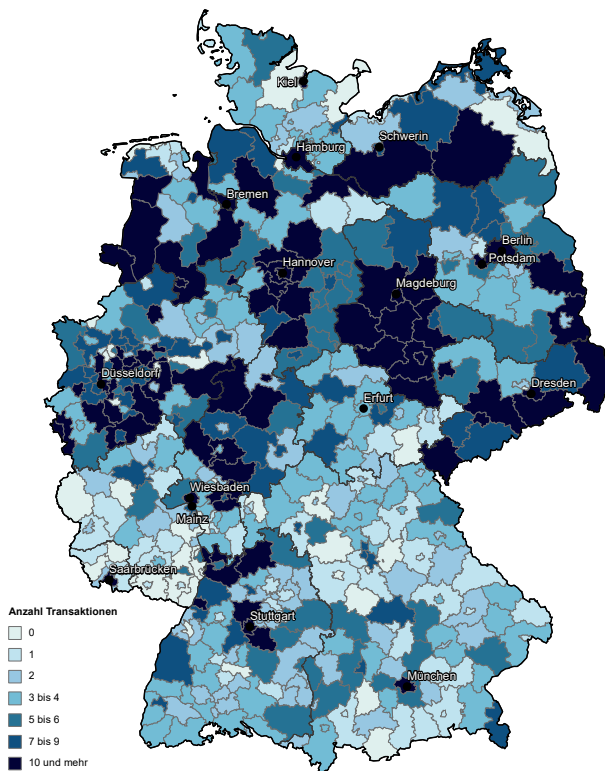 Kiel
Schwerin
Hamburg
Bremen
Berlin
Potsdam
Hannover
Magdeburg
Düsseldorf
Dresden
Erfurt
Wiesbaden
Mainz
Saarbrücken
Stuttgart
München
Anzahl Transaktionen
0
1
2
3 bis 4
5 bis 6
7 bis 9
10 und mehr